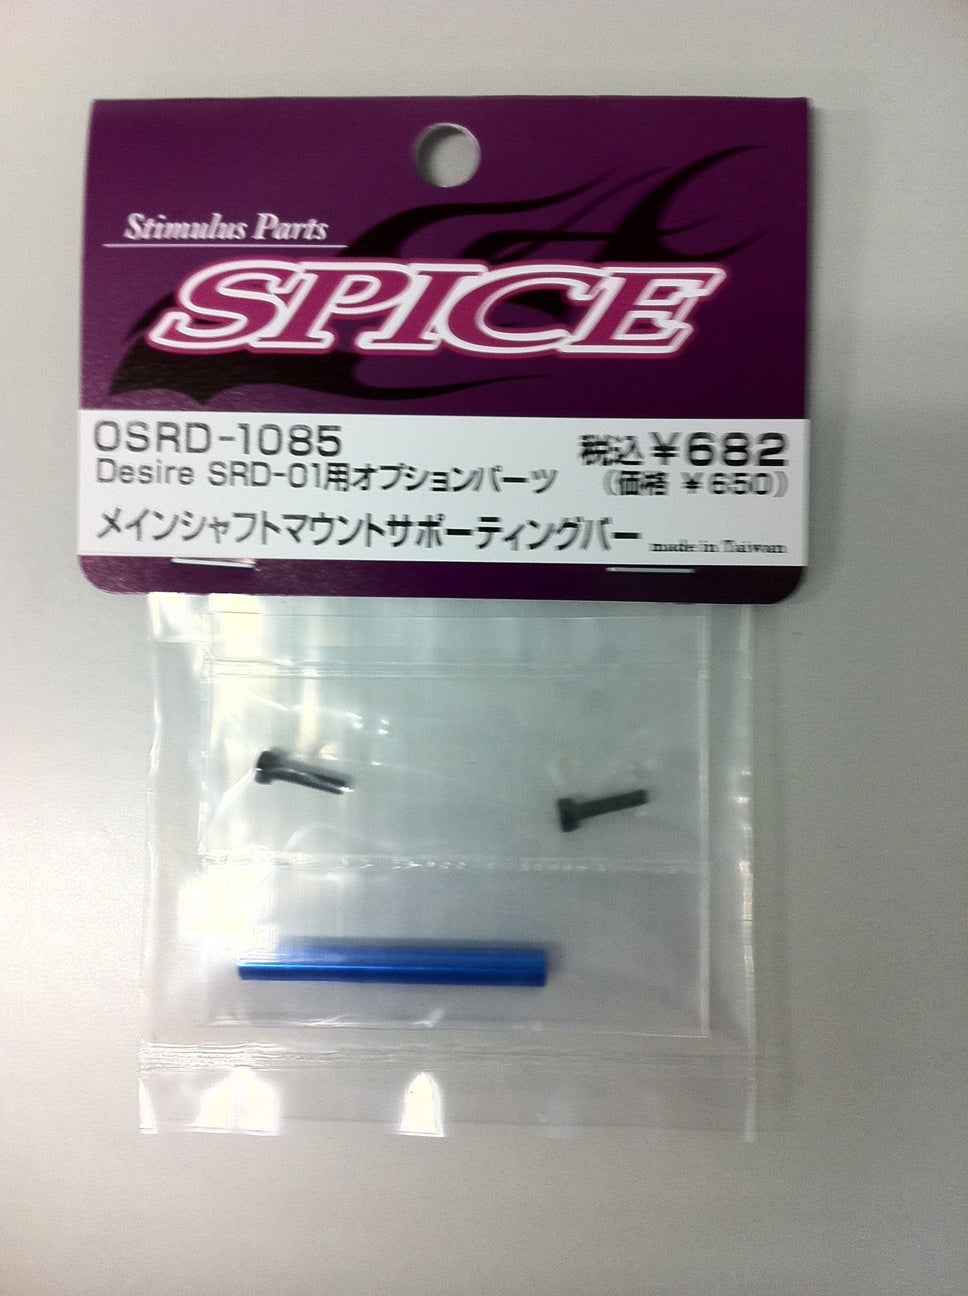 Stimulus Parts
SPICE
OSRD-1085
税込 ¥682
Desire SRD-01用オプションパーツ
(価格 ¥650)
メインシャフトマウントサポーティングバー
made in Taiwan